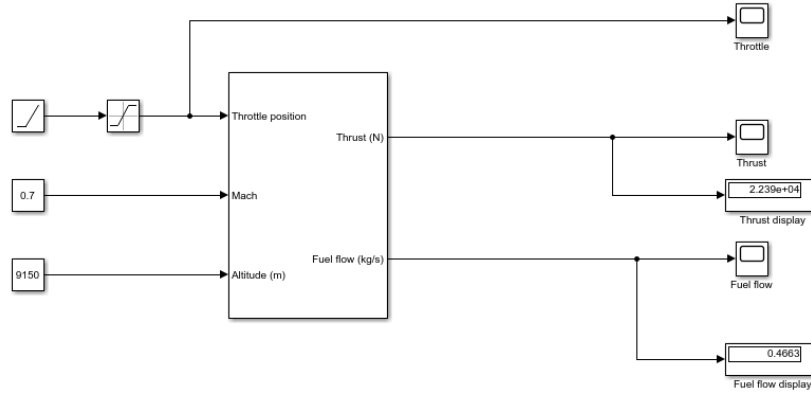 Throttle
Throttle position
Thrust (N)
Thrust
0.7
Mach
2.239e+04
Thrust display
Fuel flow (kg/s)
9150
Altitude (m)
Fuel flow
0.4663
Fuel flow display